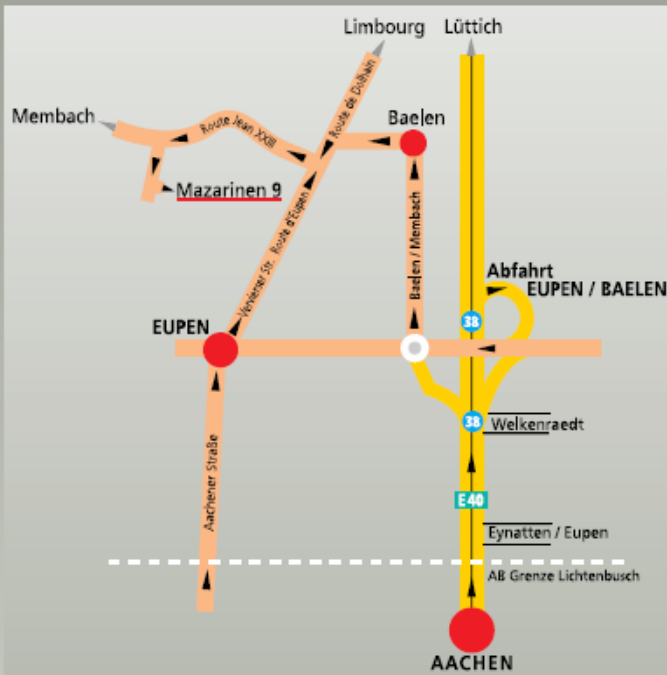 Limbourg
Lüttich
Membach
Route Jean XXIII
Route de Dolhain
Baelen
Mazarinen 9
Vervierser Str. Route d'Eupen
Baelen / Membach
Abfahrt
EUPEN / BAELEN
EUPEN
38
38
Welkenraedt
Aachener Straße
E40
Eynatten / Eupen
AB Grenze Lichtenbusch
AACHEN